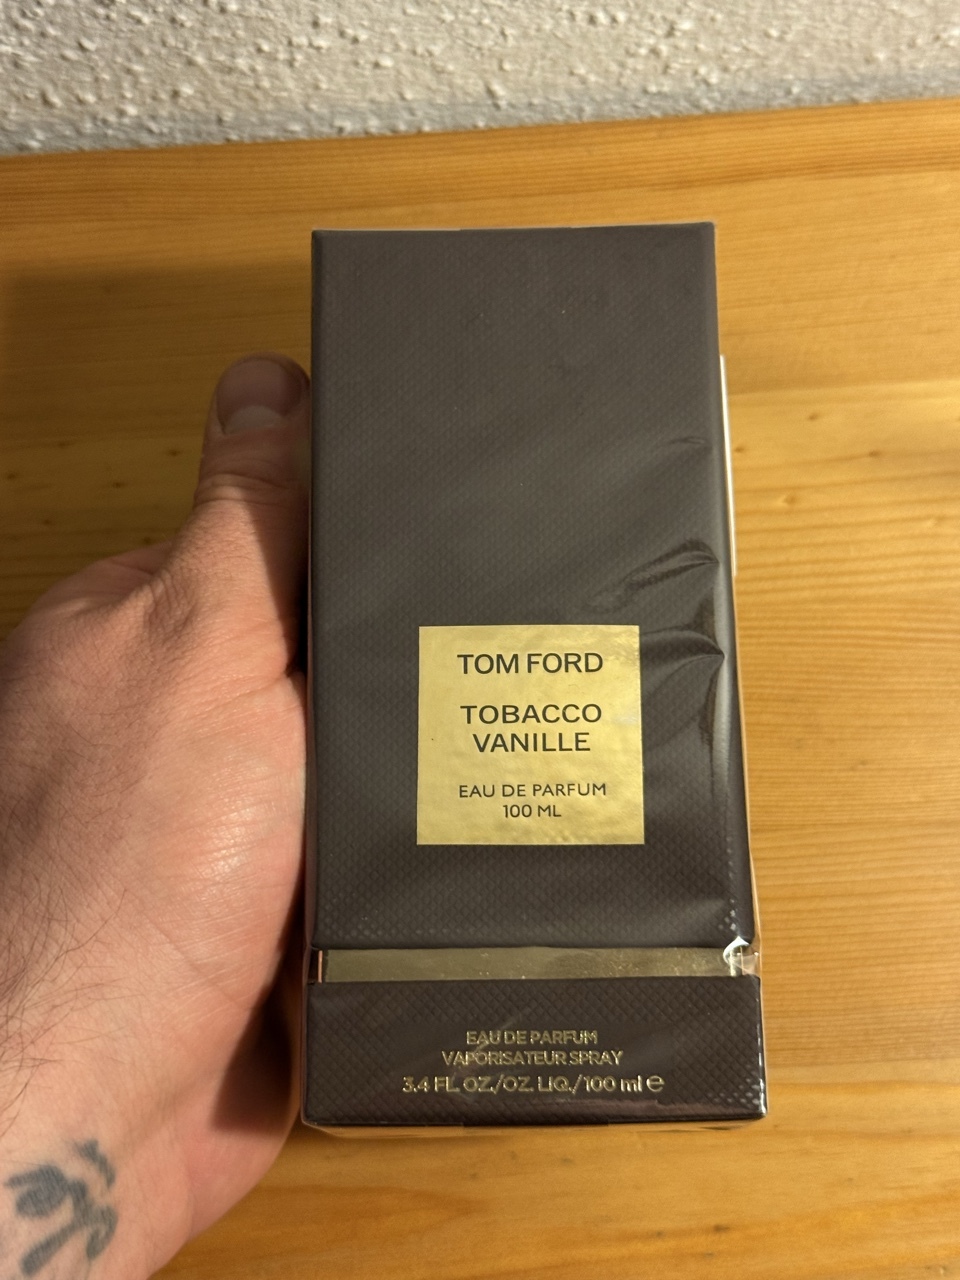 TOM FORD
TOBACCO
VANILLE
EAU DE PARFUM
100 ML
EAU DE PARFUM
VAPORISATEUR SPRAY
3.4 FL. OZ./OZ. LIQ./100 ml ℮